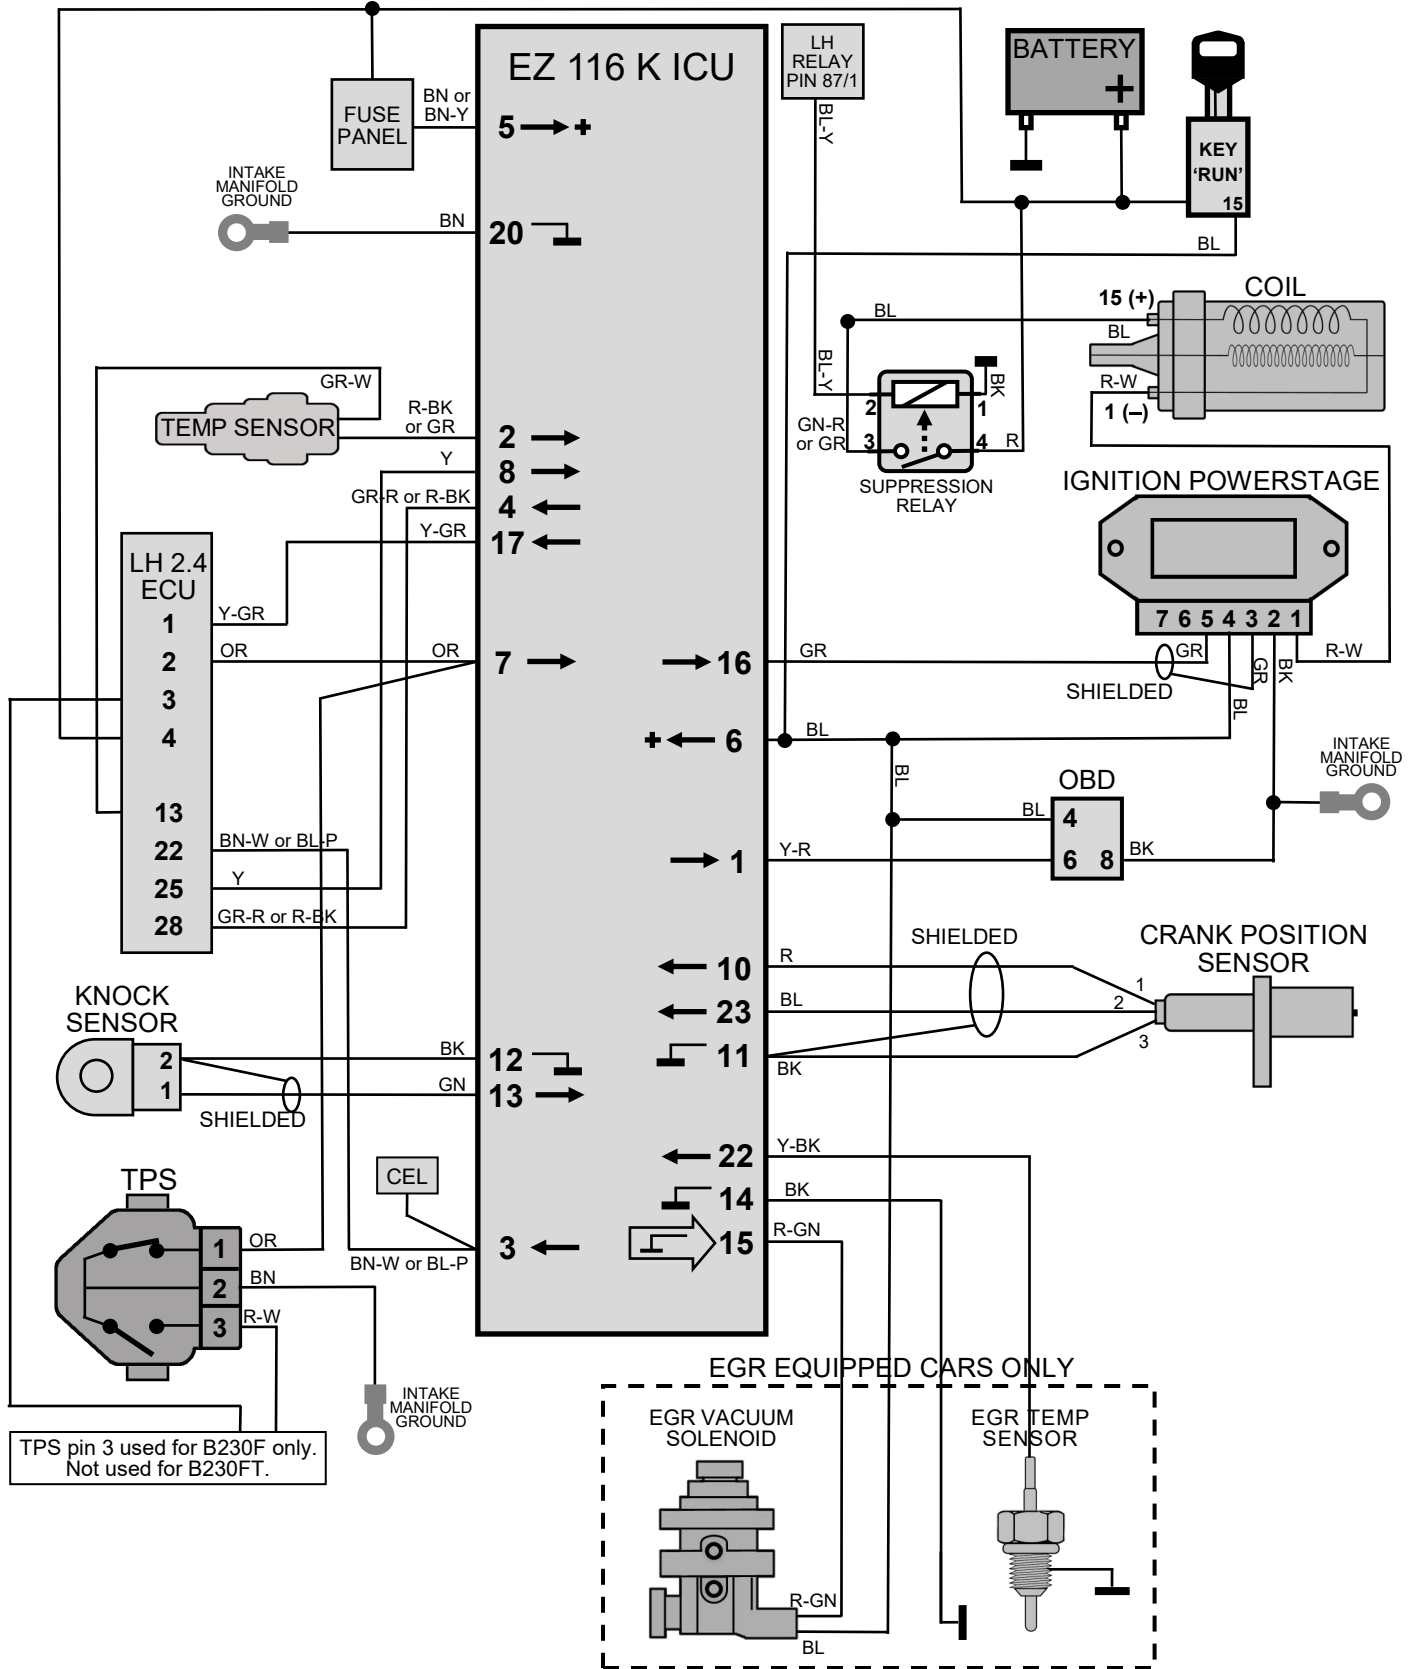 EZ 116 K ICU
LH
RELAY
PIN 87/1
BATTERY
+
KEY
‘RUN’
15
FUSE
PANEL
BN or
BN-Y
5
+
BL-Y
INTAKE
MANIFOLD
GROUND
BN
20
BL
COIL
15 (+)
BL
R-W
1 (–)
BL
BL-Y
BK
2
1
GN-R
or GR
3
4
R
SUPPRESSION
RELAY
GR-W
TEMP SENSOR
R-BK
or GR
2
Y
8
GR-R or R-BK
4
Y-GR
17
IGNITION POWERSTAGE
7 6 5 4 3 2 1
LH 2.4
ECU
1
Y-GR
2
OR
OR
7
3
4
13
22
BN-W or BL-P
25
Y
28
GR-R or R-BK
16
GR
GR
SHIELDED
GR
BK
BL
R-W
+
6
BL
BL
INTAKE
MANIFOLD
GROUND
OBD
BL
4
1
Y-R
6 8
BK
SHIELDED
CRANK POSITION
SENSOR
10
R
1
23
BL
2
11
BK
3
KNOCK
SENSOR
2
BK
12
1
GN
13
SHIELDED
22
Y-BK
14
BK
15
R-GN
TPS
CEL
3
BN-W or BL-P
1
OR
2
BN
3
R-W
INTAKE
MANIFOLD
GROUND
TPS pin 3 used for B230F only.
Not used for B230FT.
EGR EQUIPPED CARS ONLY
EGR VACUUM
SOLENOID
EGR TEMP
SENSOR
R-GN
BL